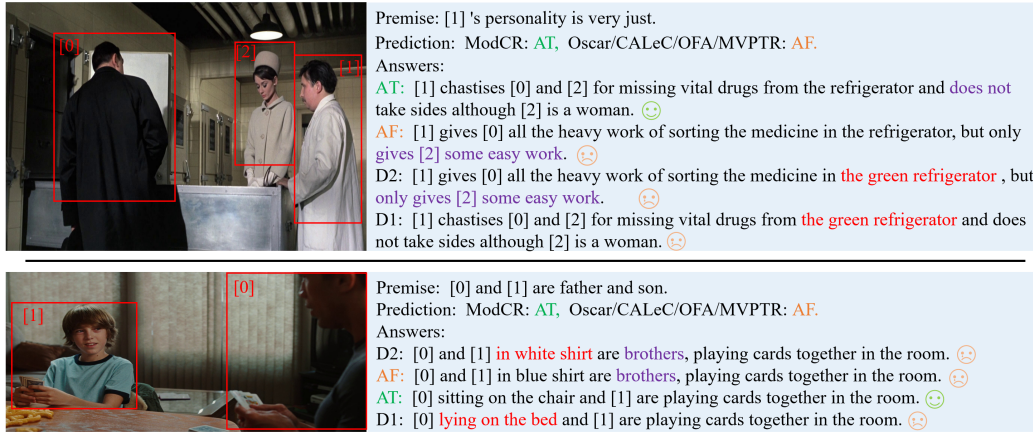 [0]
[2]
[1]
Premise: [1] 's personality is very just.
Prediction: ModCR: AT, Oscar/CALeC/OFA/MVPTR: AF.
Answers:
AT: [1] chastises [0] and [2] for missing vital drugs from the refrigerator and does not
take sides although [2] is a woman.
AF: [1] gives [0] all the heavy work of sorting the medicine in the refrigerator, but only
gives [2] some easy work.
D2: [1] gives [0] all the heavy work of sorting the medicine in the green refrigerator , but
only gives [2] some easy work.
D1: [1] chastises [0] and [2] for missing vital drugs from the green refrigerator and does
not take sides although [2] is a woman.
[1]
[0]
Premise: [0] and [1] are father and son.
Prediction: ModCR: AT, Oscar/CALeC/OFA/MVPTR: AF.
Answers:
D2: [0] and [1] in white shirt are brothers, playing cards together in the room.
AF: [0] and [1] in blue shirt are brothers, playing cards together in the room.
AT: [0] sitting on the chair and [1] are playing cards together in the room.
D1: [0] lying on the bed and [1] are playing cards together in the room.